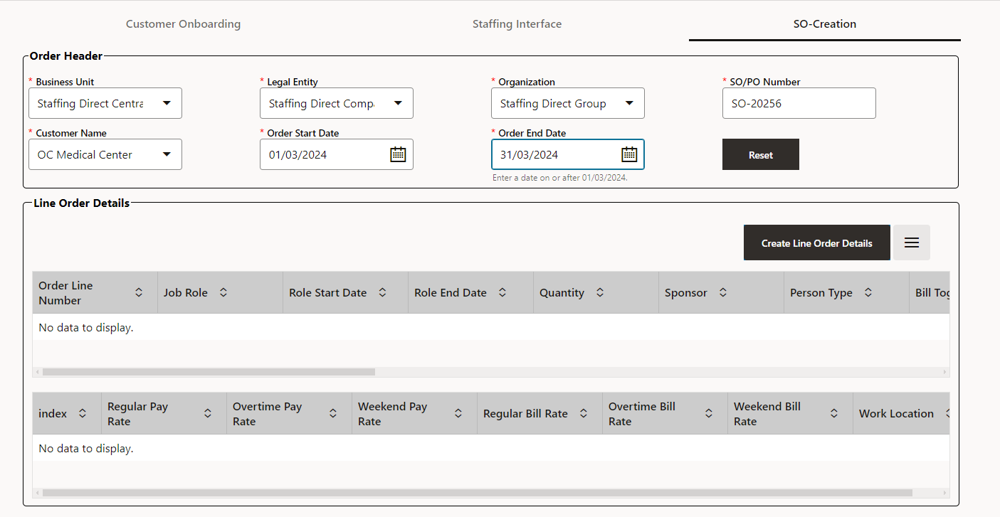 Customer Onboarding
Staffing Interface
SO-Creation
Order Header
* Business Unit
* Legal Entity
* Organization
* SO/PO Number
Staffing Direct Centra
Staffing Direct Comp
Staffing Direct Group
SO-20256
* Customer Name
* Order Start Date
* Order End Date
OC Medical Center
01/03/2024
31/03/2024
Reset
Enter a date on or after 01/03/2024.
Line Order Details
Create Line Order Details
Order Line
Number
Job Role
Role Start Date
Role End Date
Quantity
Sponsor
Person Type
Bill Tog
No data to display.
index
Regular Pay
Rate
Overtime Pay
Rate
Weekend Pay
Rate
Regular Bill Rate
Overtime Bill
Rate
Weekend Bill
Rate
Work Location
No data to display.